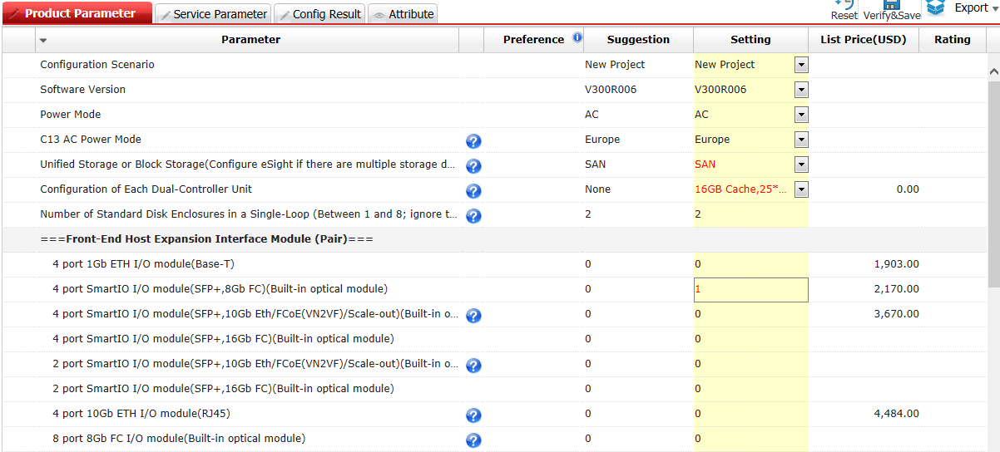 Product Parameter Service Parameter Config Result Attribute Reset Verify&Save Export
Parameter Preference Suggestion Setting List Price(USD) Rating
Configuration Scenario New Project New Project
Software Version V300R006 V300R006
Power Mode AC AC
C13 AC Power Mode ? Europe Europe
Unified Storage or Block Storage(Configure eSight if there are multiple storage d... ? SAN SAN
Configuration of Each Dual-Controller Unit ? None 16GB Cache,25*... 0.00
Number of Standard Disk Enclosures in a Single-Loop (Between 1 and 8; ignore t... ? 2 2
===Front-End Host Expansion Interface Module (Pair)===
4 port 1Gb ETH I/O module(Base-T) 0 0 1,903.00
4 port SmartIO I/O module(SFP+,8Gb FC)(Built-in optical module) 0 1 2,170.00
4 port SmartIO I/O module(SFP+,10Gb Eth/FCoE(VN2VF)/Scale-out)(Built-in o... ? 0 0 3,670.00
4 port SmartIO I/O module(SFP+,16Gb FC)(Built-in optical module) 0 0
2 port SmartIO I/O module(SFP+,10Gb Eth/FCoE(VN2VF)/Scale-out)(Built-in o... ? 0 0
2 port SmartIO I/O module(SFP+,16Gb FC)(Built-in optical module) 0 0
4 port 10Gb ETH I/O module(RJ45) ? 0 0 4,484.00
8 port 8Gb FC I/O module(Built-in optical module) ? 0 0